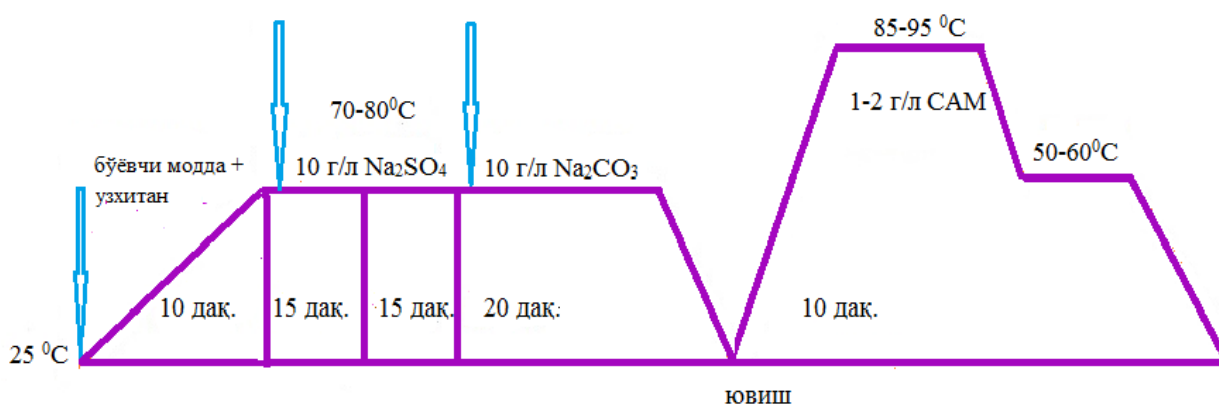 85-95 ⁰C
1-2 г/л САМ
70-80⁰C
50-60⁰C
бўёвчи модда +
узхитан
10 г/л Na₂SO₄
10 г/л Na₂CO₃
10 дақ.
15 дақ.
15 дақ.
20 дақ.
10 дақ.
25 ⁰C
ювиш